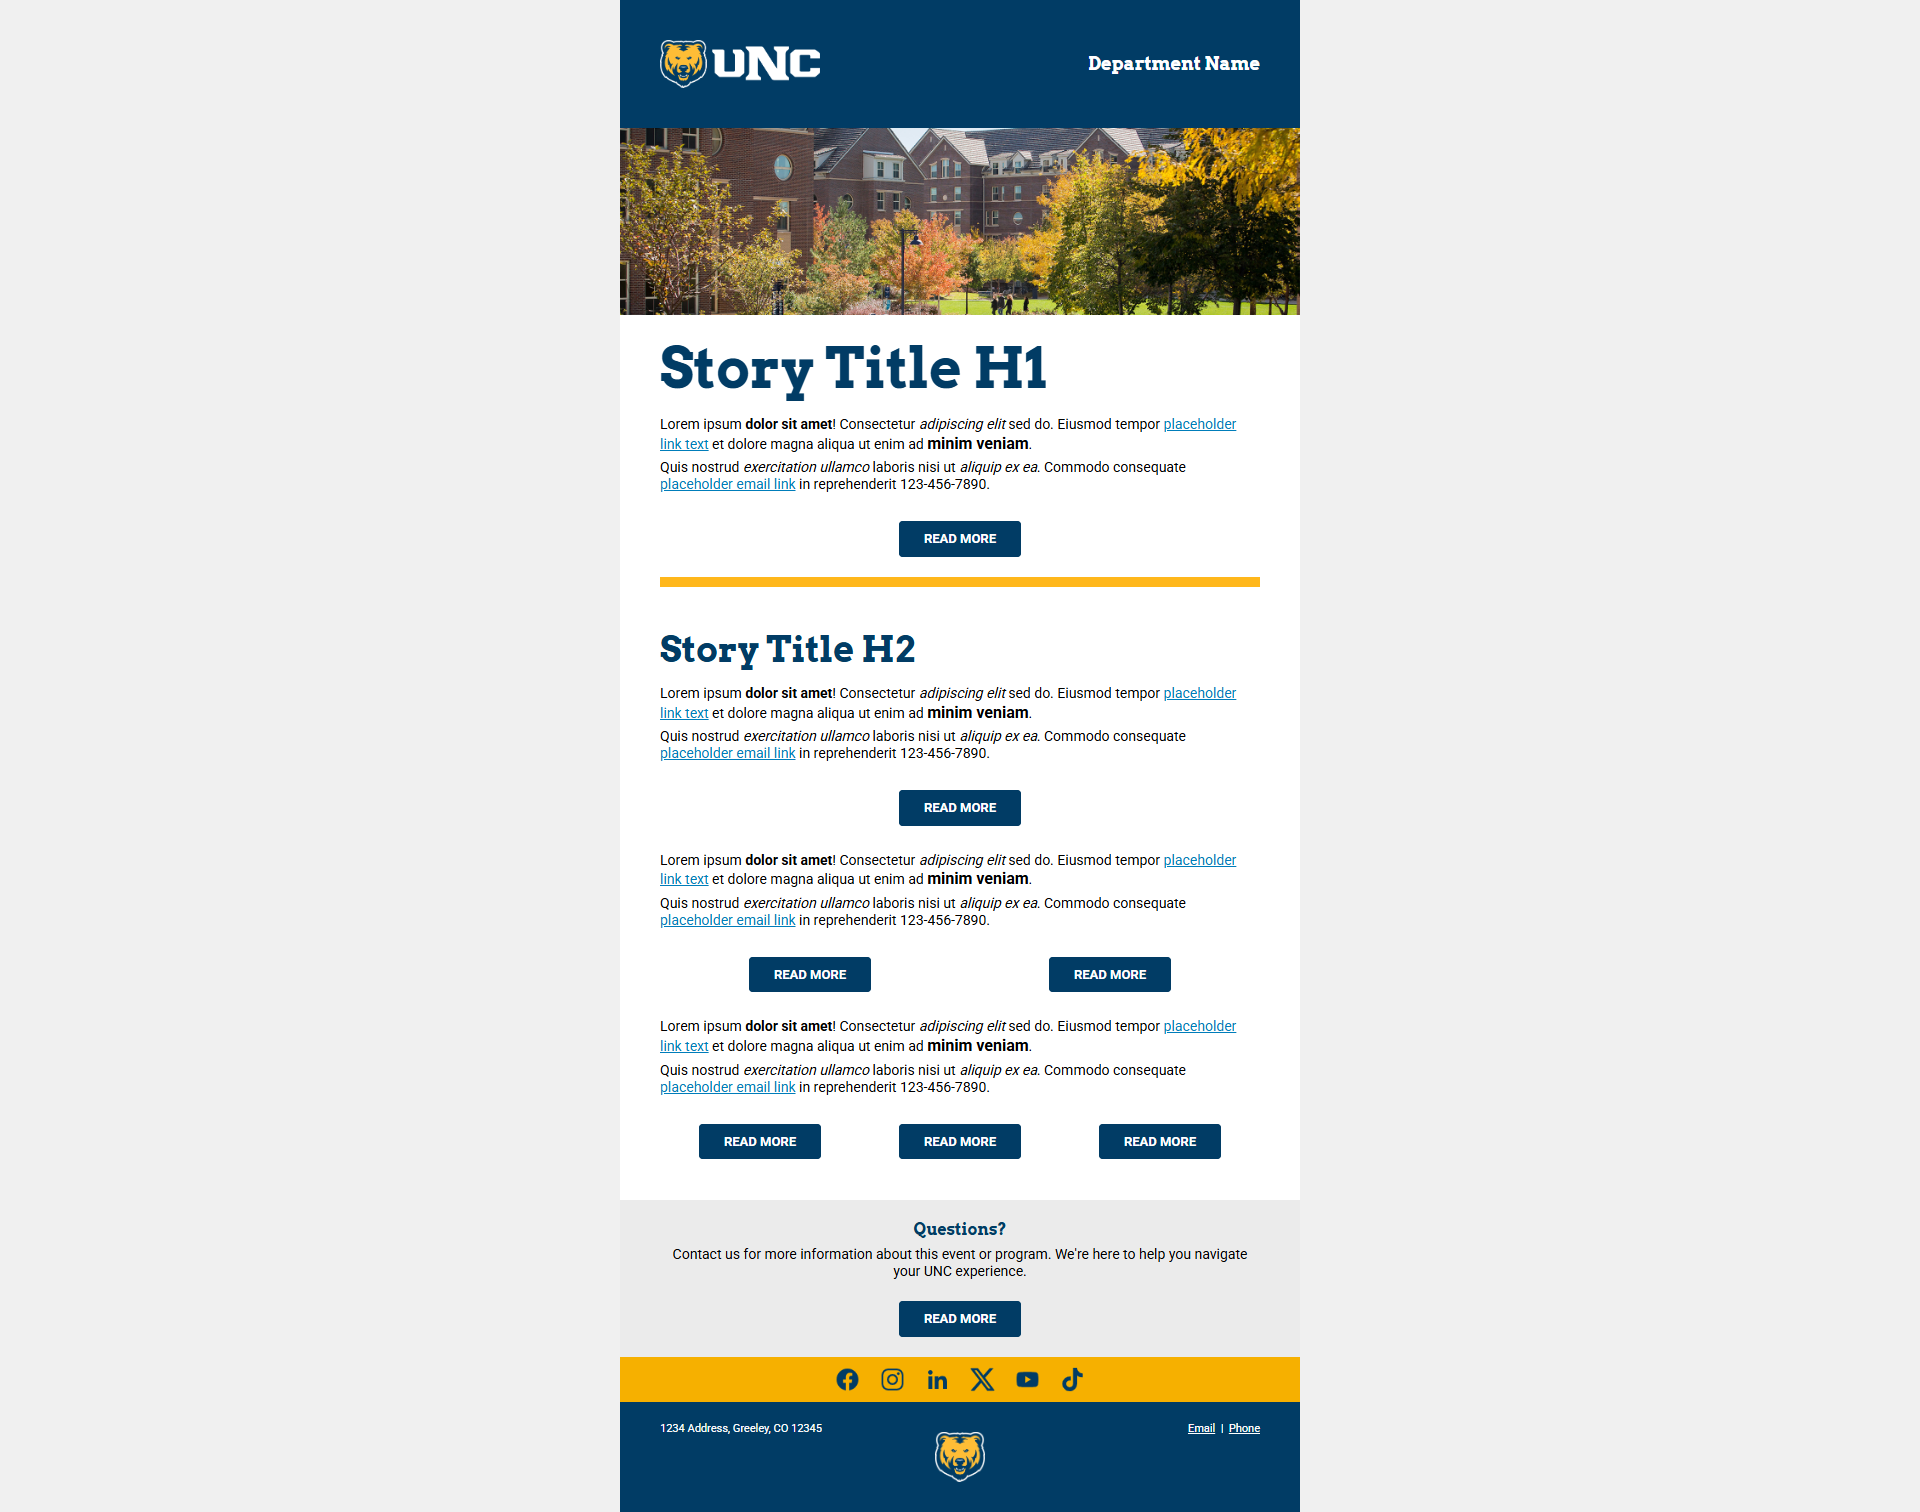 UNC
Department Name
Story Title H1
Lorem ipsum dolor sit amet! Consectetur adipiscing elit sed do. Eiusmod tempor placeholder
link text et dolore magna aliqua ut enim ad minim veniam.
Quis nostrud exercitation ullamco laboris nisi ut aliquip ex ea. Commodo consequate
placeholder email link in reprehenderit 123-456-7890.
READ MORE
Story Title H2
Lorem ipsum dolor sit amet! Consectetur adipiscing elit sed do. Eiusmod tempor placeholder
link text et dolore magna aliqua ut enim ad minim veniam.
Quis nostrud exercitation ullamco laboris nisi ut aliquip ex ea. Commodo consequate
placeholder email link in reprehenderit 123-456-7890.
READ MORE
Lorem ipsum dolor sit amet! Consectetur adipiscing elit sed do. Eiusmod tempor placeholder
link text et dolore magna aliqua ut enim ad minim veniam.
Quis nostrud exercitation ullamco laboris nisi ut aliquip ex ea. Commodo consequate
placeholder email link in reprehenderit 123-456-7890.
READ MORE READ MORE
Lorem ipsum dolor sit amet! Consectetur adipiscing elit sed do. Eiusmod tempor placeholder
link text et dolore magna aliqua ut enim ad minim veniam.
Quis nostrud exercitation ullamco laboris nisi ut aliquip ex ea. Commodo consequate
placeholder email link in reprehenderit 123-456-7890.
READ MORE READ MORE READ MORE
Questions?
Contact us for more information about this event or program. We're here to help you navigate
your UNC experience.
READ MORE
1234 Address, Greeley, CO 12345
Email | Phone